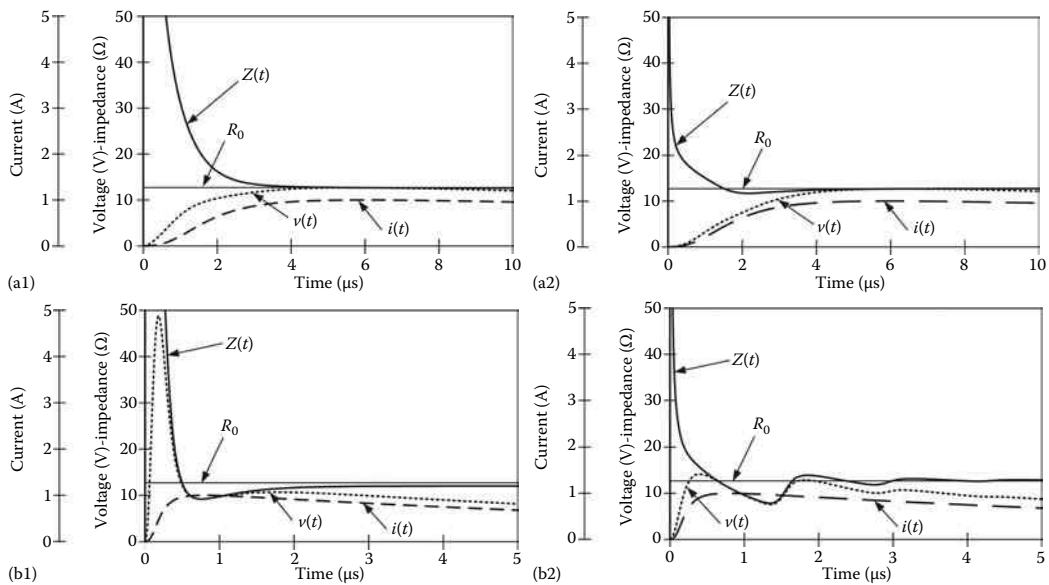 Current (A)
5
4
3
2
1
0
Voltage (V)-impedance (Ω)
50
40
30
20
10
0
Z(t)
R0
v(t)
i(t)
0 2 4 6 8 10
Time (μs)
(a1)
Current (A)
5
4
3
2
1
0
Voltage (V)-impedance (Ω)
50
40
30
20
10
0
Z(t)
R0
v(t)
i(t)
0 2 4 6 8 10
Time (μs)
(a2)
Current (A)
5
4
3
2
1
0
Voltage (V)-impedance (Ω)
50
40
30
20
10
0
Z(t)
R0
v(t)
i(t)
0 1 2 3 4 5
Time (μs)
(b1)
Current (A)
5
4
3
2
1
0
Voltage (V)-impedance (Ω)
50
40
30
20
10
0
Z(t)
R0
v(t)
i(t)
0 1 2 3 4 5
Time (μs)
(b2)